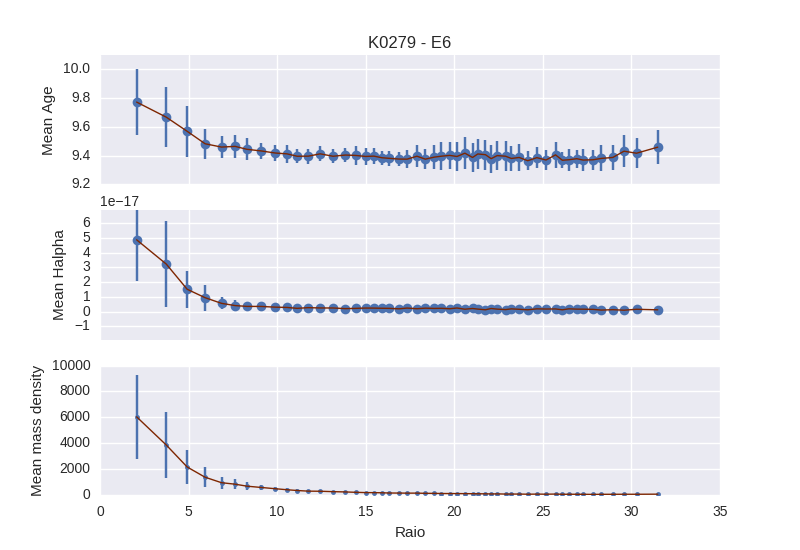 K0279 - E6
Mean Age
10.0
9.8
9.6
9.4
9.2
1e−17
Mean Halpha
6
5
4
3
2
1
0
−1
Mean mass density
10000
8000
6000
4000
2000
0
0 5 10 15 20 25 30 35
Raio